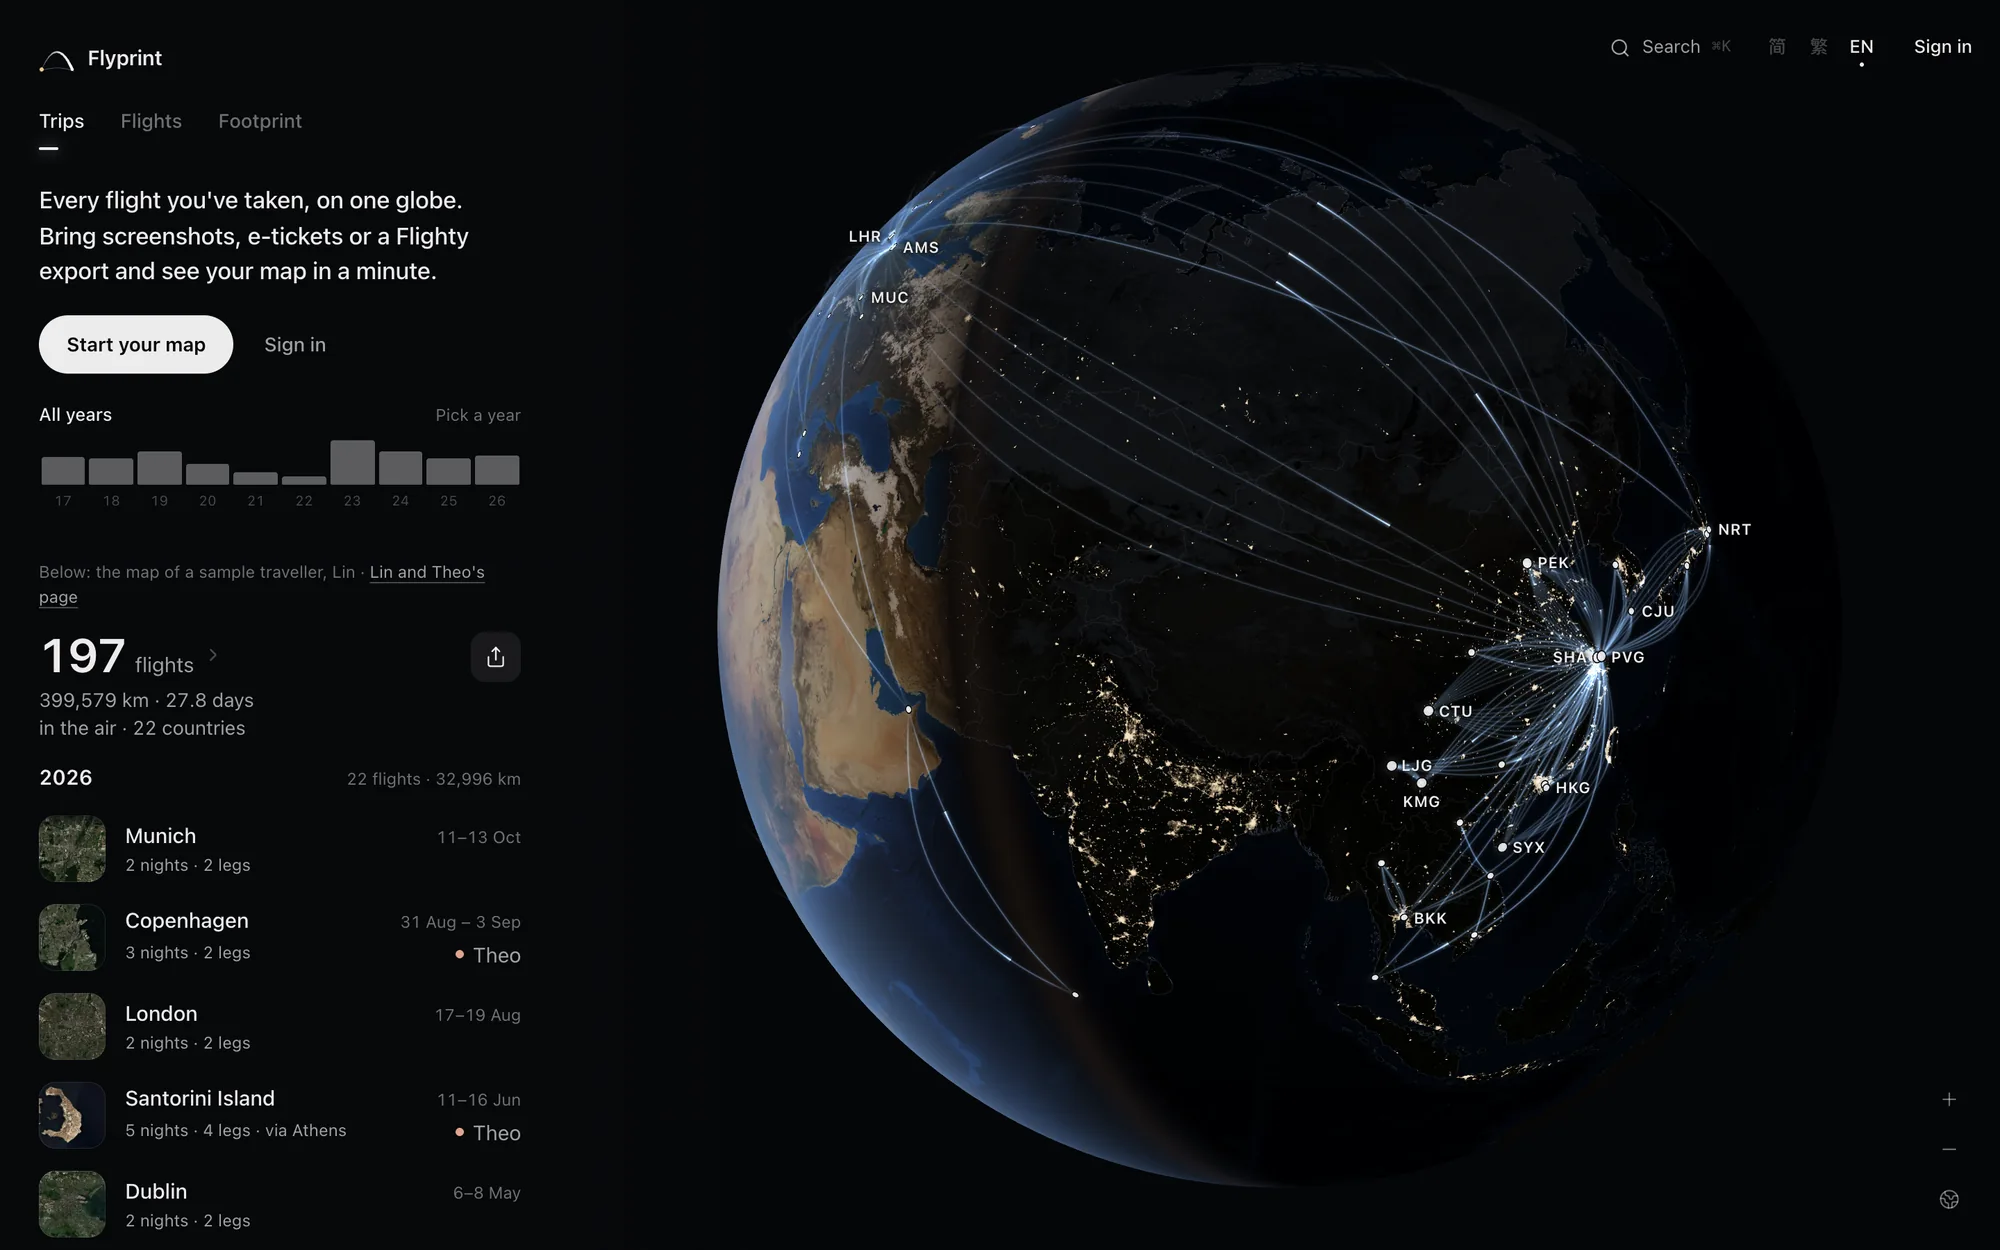 Flyprint
Search ⌘K
简
繁
EN
Sign in
Trips
Flights
Footprint
Every flight you've taken, on one globe.
Bring screenshots, e-tickets or a Flighty
export and see your map in a minute.
Start your map
Sign in
All years
Pick a year
17 18 19 20 21 22 23 24 25 26
Below: the map of a sample traveller, Lin · Lin and Theo's
page
197 flights
399,579 km · 27.8 days
in the air · 22 countries
2026
22 flights · 32,996 km
Munich
11–13 Oct
2 nights · 2 legs
Copenhagen
31 Aug – 3 Sep
3 nights · 2 legs
Theo
London
17–19 Aug
2 nights · 2 legs
Santorini Island
11–16 Jun
5 nights · 4 legs · via Athens
Theo
Dublin
6–8 May
2 nights · 2 legs
LHR
AMS
MUC
NRT
PEK
CJU
SHA
PVG
CTU
LJG
KMG
HKG
SYX
BKK